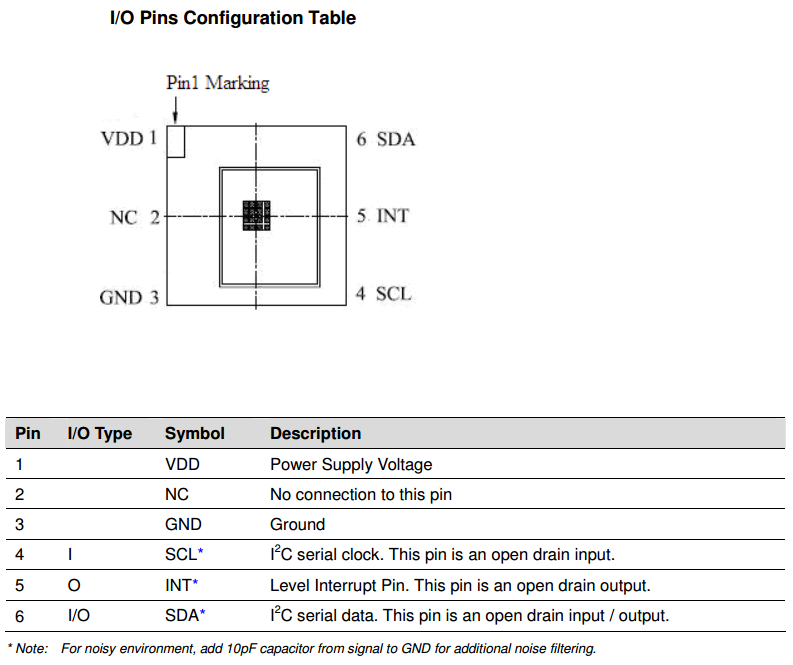 I/O Pins Configuration Table
Pin1 Marking
VDD 1
6 SDA
NC 2
5 INT
GND 3
4 SCL
Pin I/O Type Symbol Description
1 VDD Power Supply Voltage
2 NC No connection to this pin
3 GND Ground
4 I SCL* I2C serial clock. This pin is an open drain input.
5 O INT* Level Interrupt Pin. This pin is an open drain output.
6 I/O SDA* I2C serial data. This pin is an open drain input / output.
* Note: For noisy environment, add 10pF capacitor from signal to GND for additional noise filtering.